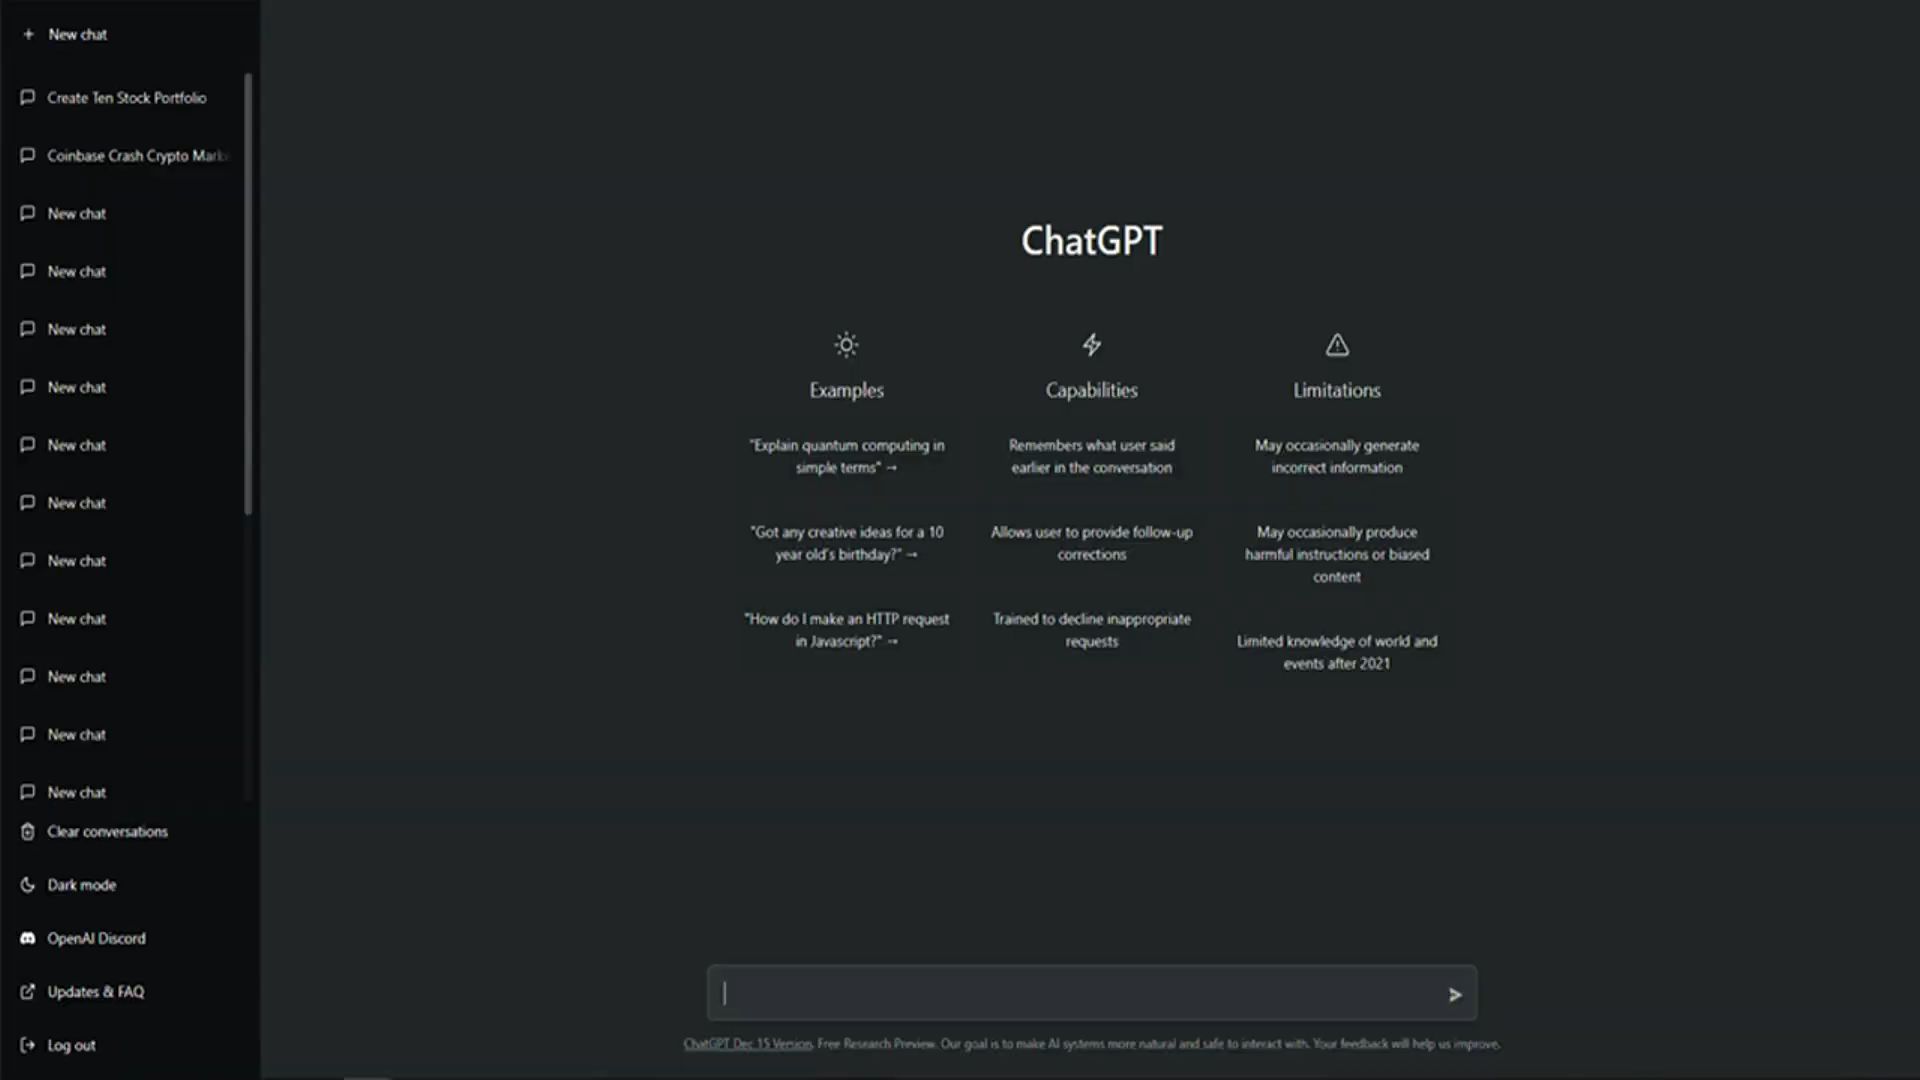 New chat
Create Ten Stock Portfolio
Coinbase Crash Crypto Marke
New chat
New chat
New chat
New chat
New chat
New chat
New chat
New chat
New chat
New chat
New chat
Clear conversations
Dark mode
OpenAI Discord
Updates & FAQ
Log out
ChatGPT
Examples
"Explain quantum computing in
simple terms" →
"Got any creative ideas for a 10
year old's birthday?" →
"How do I make an HTTP request
in Javascript?" →
Capabilities
Remembers what user said
earlier in the conversation
Allows user to provide follow-up
corrections
Trained to decline inappropriate
requests
Limitations
May occasionally generate
incorrect information
May occasionally produce
harmful instructions or biased
content
Limited knowledge of world and
events after 2021
ChatGPT Dec 15 Version. Free Research Preview. Our goal is to make AI systems more natural and safe to interact with. Your feedback will help us improve.